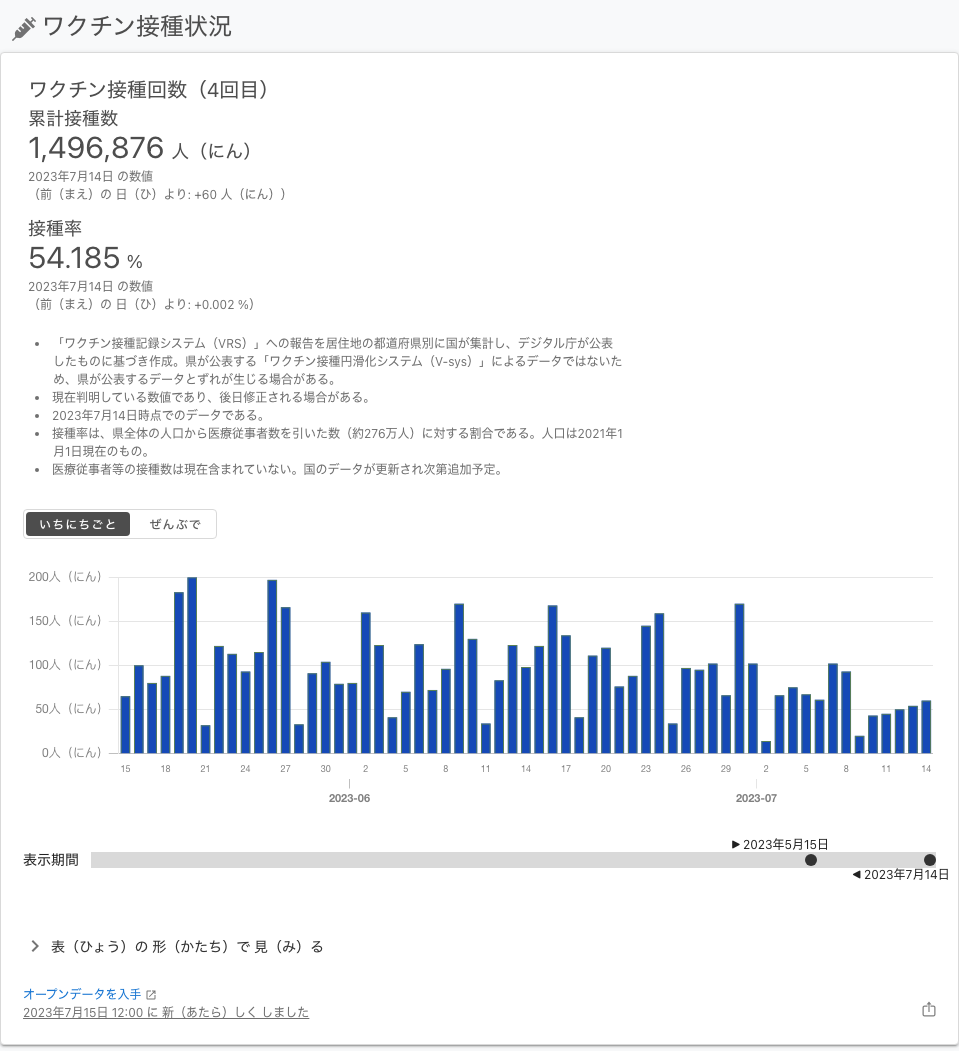 ワクチン接種状況
ワクチン接種回数（4回目）
累計接種数
1,496,876 人（にん）
2023年7月14日 の数値
（前（まえ）の 日（ひ）より: +60 人（にん））
接種率
54.185 %
2023年7月14日 の数値
（前（まえ）の 日（ひ）より: +0.002 %）
• 「ワクチン接種記録システム（VRS）」への報告を居住地の都道府県別に国が集計し、デジタル庁が公表
したものに基づき作成。県が公表する「ワクチン接種円滑化システム（V-sys）」によるデータではないた
め、県が公表するデータとずれが生じる場合がある。
• 現在判明している数値であり、後日修正される場合がある。
• 2023年7月14日時点でのデータである。
• 接種率は、県全体の人口から医療従事者数を引いた数（約276万人）に対する割合である。人口は2021年1
月1日現在のもの。
• 医療従事者等の接種数は現在含まれていない。国のデータが更新され次第追加予定。
いちにちごと ぜんぶで
200人（にん）
150人（にん）
100人（にん）
50人（にん）
0人（にん）
15 18 21 24 27 30 2 5 8 11 14 17 20 23 26 29 2 5 8 11 14
2023-06 2023-07
▶ 2023年5月15日
表示期間
◀ 2023年7月14日
表（ひょう）の 形（かたち）で 見（み）る
オープンデータを入手
2023年7月15日 12:00 に 新（あたら）しく しました